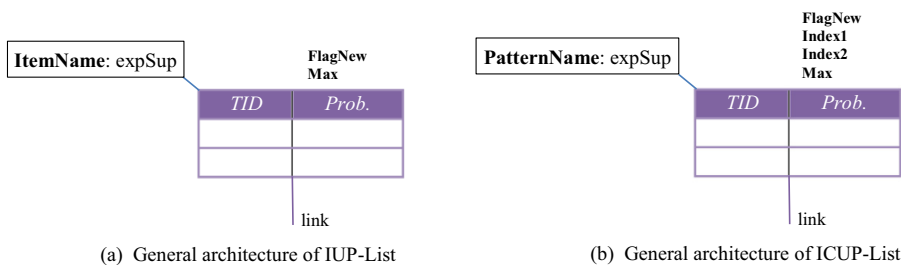 ItemName: expSup
FlagNew
Max
TID Prob.
link
(a) General architecture of IUP-List
PatternName: expSup
FlagNew
Index1
Index2
Max
TID Prob.
link
(b) General architecture of ICUP-List